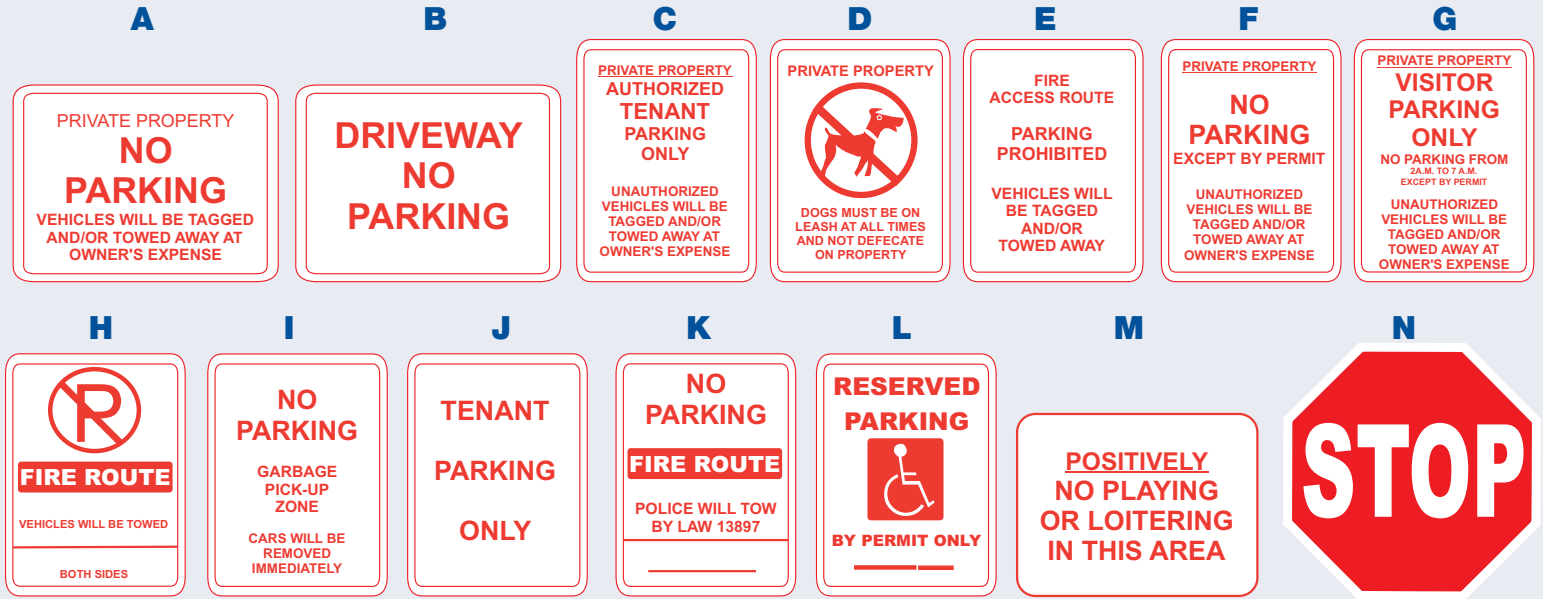 A
B
C
D
E
F
G
PRIVATE PROPERTY
NO
PARKING
VEHICLES WILL BE TAGGED
AND/OR TOWED AWAY AT
OWNER'S EXPENSE
DRIVEWAY
NO
PARKING
PRIVATE PROPERTY
AUTHORIZED
TENANT
PARKING
ONLY
UNAUTHORIZED
VEHICLES WILL BE
TAGGED AND/OR
TOWED AWAY AT
OWNER'S EXPENSE
PRIVATE PROPERTY
DOGS MUST BE ON
LEASH AT ALL TIMES
AND NOT DEFECATE
ON PROPERTY
FIRE
ACCESS ROUTE
PARKING
PROHIBITED
VEHICLES WILL
BE TAGGED
AND/OR
TOWED AWAY
PRIVATE PROPERTY
NO
PARKING
EXCEPT BY PERMIT
UNAUTHORIZED
VEHICLES WILL BE
TAGGED AND/OR
TOWED AWAY AT
OWNER'S EXPENSE
PRIVATE PROPERTY
VISITOR
PARKING
ONLY
NO PARKING FROM
2A.M. TO 7 A.M.
EXCEPT BY PERMIT
UNAUTHORIZED
VEHICLES WILL BE
TAGGED AND/OR
TOWED AWAY AT
OWNER'S EXPENSE
H
I
J
K
L
M
N
P
FIRE ROUTE
VEHICLES WILL BE TOWED
BOTH SIDES
NO
PARKING
GARBAGE
PICK-UP
ZONE
CARS WILL BE
REMOVED
IMMEDIATELY
TENANT
PARKING
ONLY
NO
PARKING
FIRE ROUTE
POLICE WILL TOW
BY LAW 13897
RESERVED
PARKING
BY PERMIT ONLY
POSITIVELY
NO PLAYING
OR LOITERING
IN THIS AREA
STOP